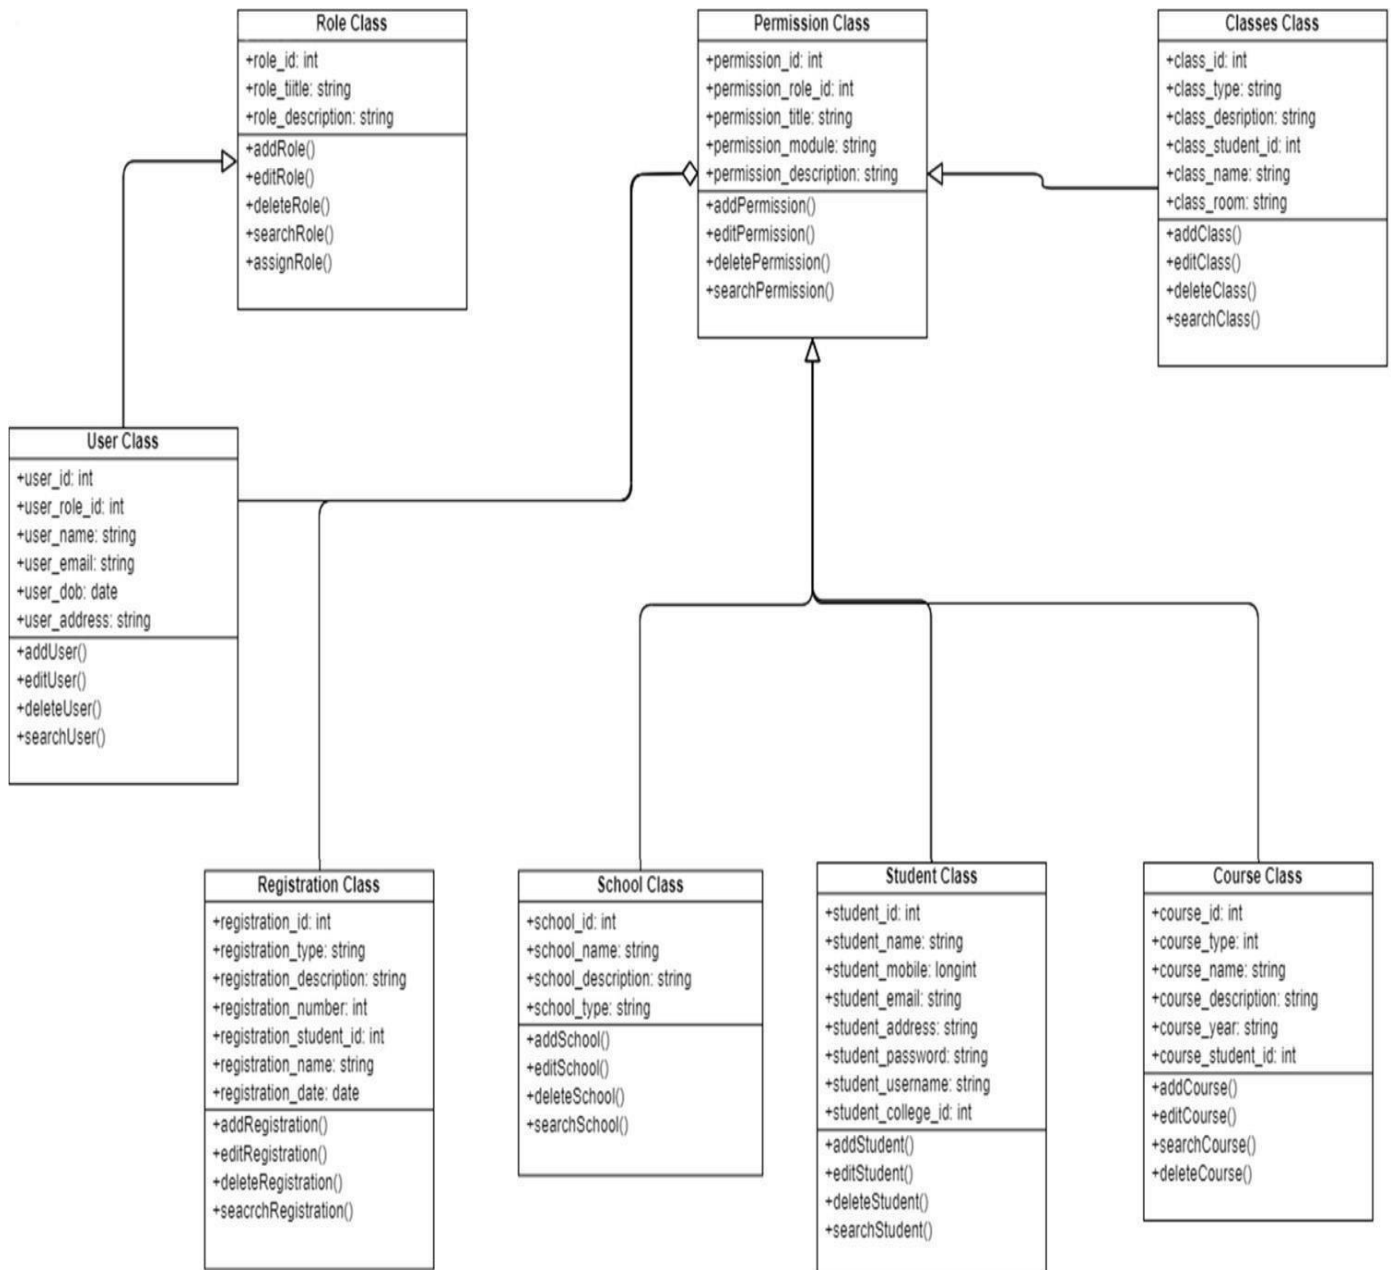 Role Class
+role_id: int
+role_tiitle: string
+role_description: string
+addRole()
+editRole()
+deleteRole()
+searchRole()
+assignRole()
Permission Class
+permission_id: int
+permission_role_id: int
+permission_title: string
+permission_module: string
+permission_description: string
+addPermission()
+editPermission()
+deletePermission()
+searchPermission()
Classes Class
+class_id: int
+class_type: string
+class_desription: string
+class_student_id: int
+class_name: string
+class_room: string
+addClass()
+editClass()
+deleteClass()
+searchClass()
User Class
+user_id: int
+user_role_id: int
+user_name: string
+user_email: string
+user_dob: date
+user_address: string
+addUser()
+editUser()
+deleteUser()
+searchUser()
Registration Class
+registration_id: int
+registration_type: string
+registration_description: string
+registration_number: int
+registration_student_id: int
+registration_name: string
+registration_date: date
+addRegistration()
+editRegistration()
+deleteRegistration()
+seacrchRegistration()
School Class
+school_id: int
+school_name: string
+school_description: string
+school_type: string
+addSchool()
+editSchool()
+deleteSchool()
+searchSchool()
Student Class
+student_id: int
+student_name: string
+student_mobile: longint
+student_email: string
+student_address: string
+student_password: string
+student_username: string
+student_college_id: int
+addStudent()
+editStudent()
+deleteStudent()
+searchStudent()
Course Class
+course_id: int
+course_type: int
+course_name: string
+course_description: string
+course_year: string
+course_student_id: int
+addCourse()
+editCourse()
+searchCourse()
+deleteCourse()